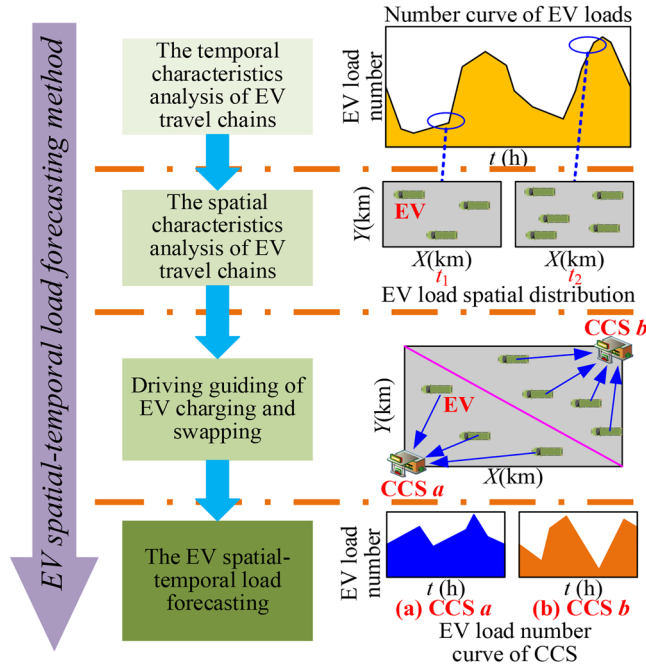 EV spatial-temporal load forecasting method
The temporal
characteristics
analysis of EV
travel chains
Number curve of EV loads
EV load
number
t (h)
The spatial
characteristics
analysis of EV
travel chains
Y(km)
EV
X(km)
t1
X(km)
t2
EV load spatial distribution
Driving guiding of
EV charging and
swapping
CCS b
Y(km)
EV
CCS a
X(km)
The EV spatial-
temporal load
forecasting
EV load
number
t (h)
(a) CCS a
t (h)
(b) CCS b
EV load number
curve of CCS